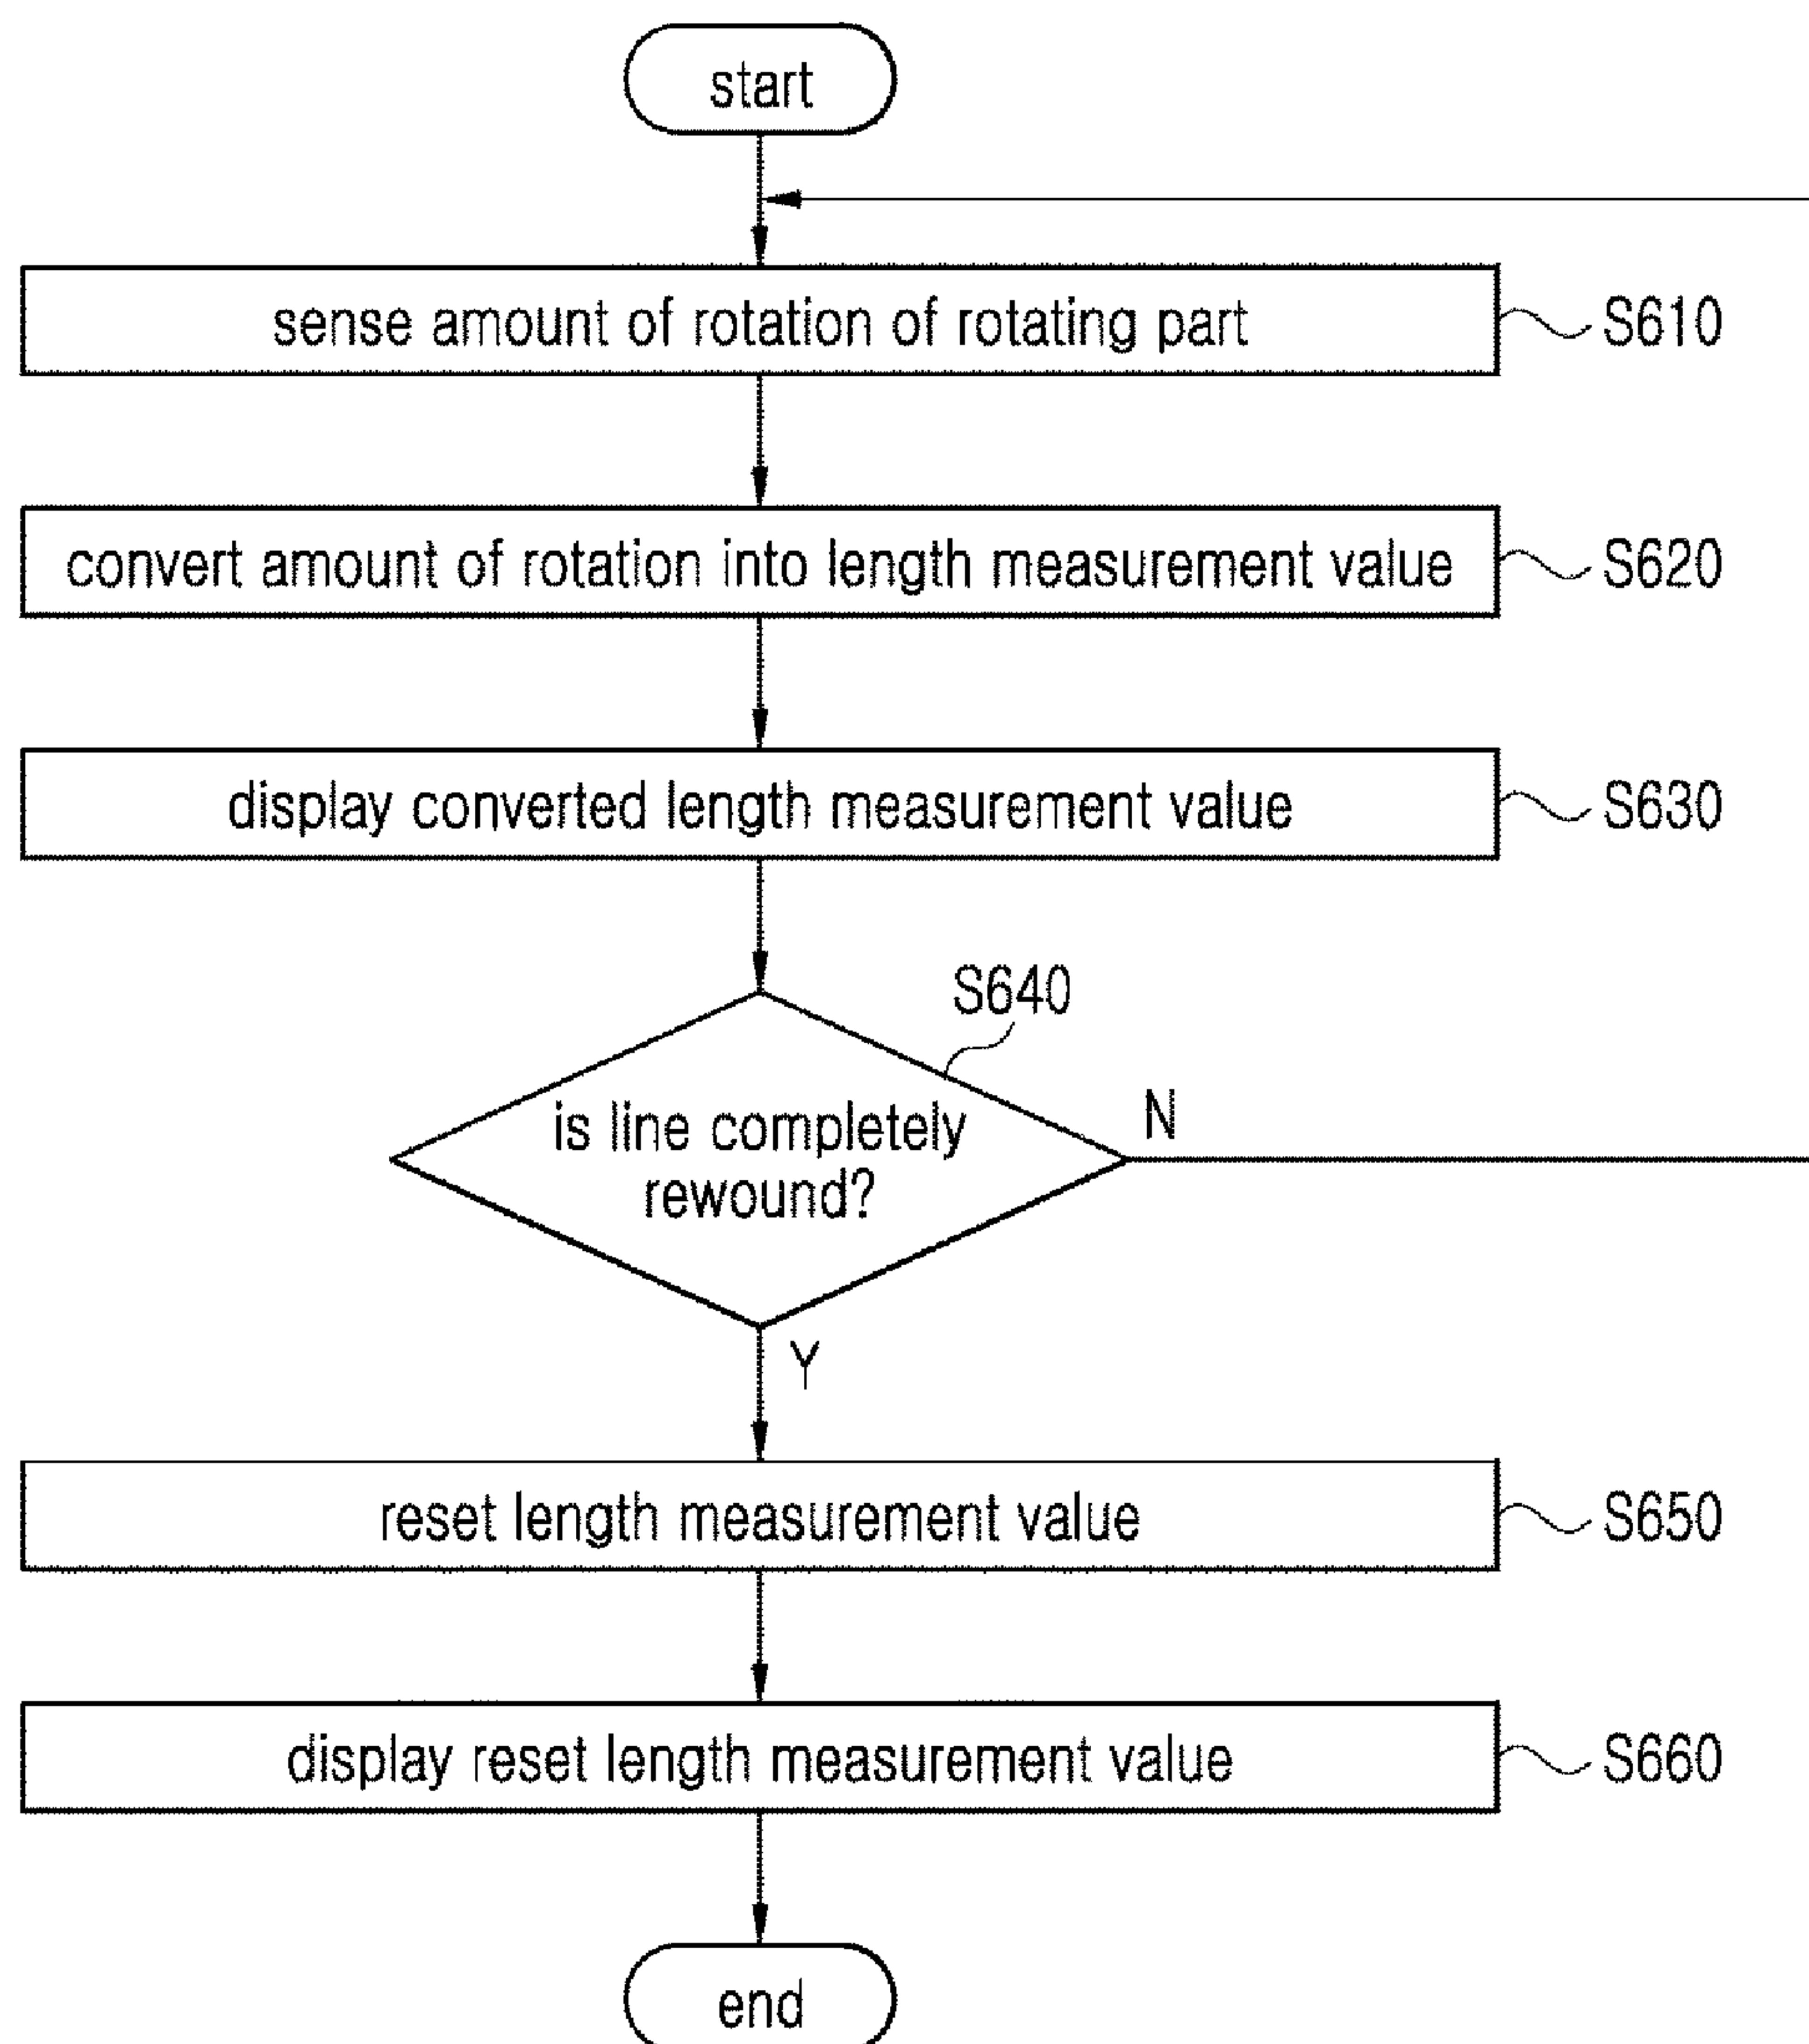 start
sense amount of rotation of rotating part
S610
convert amount of rotation into length measurement value
S620
display converted length measurement value
S630
S640
is line completely
rewound?
N
Y
reset length measurement value
S650
display reset length measurement value
S660
end